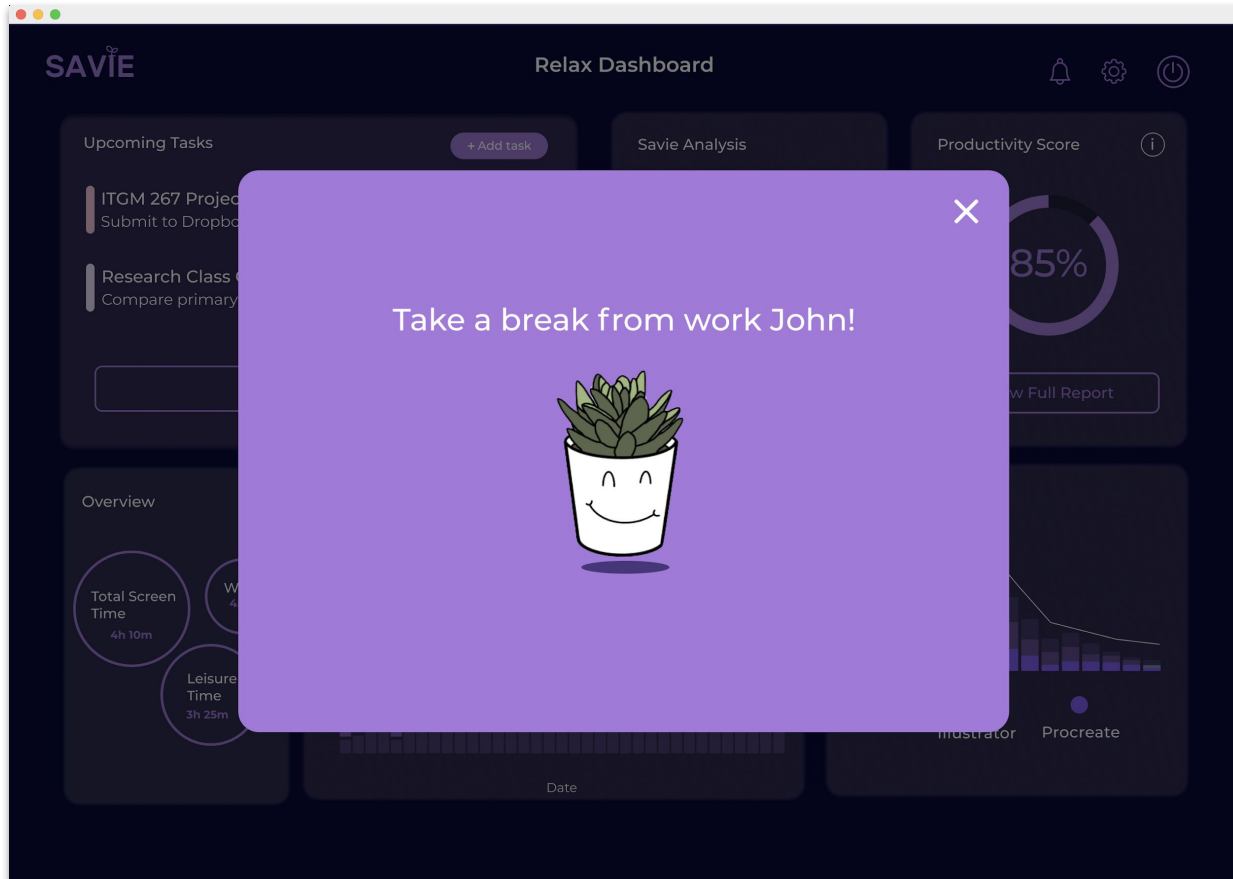 SAVIE
Relax Dashboard
Upcoming Tasks
+ Add task
Savie Analysis
Productivity Score
i
ITGM 267 Projec
Submit to Dropbo
Research Class
Compare primary
85%
Take a break from work John!
w Full Report
Overview
Total Screen
Time
4h 10m
W
4
Leisure
Time
3h 25m
Illustrator
Procreate
Date